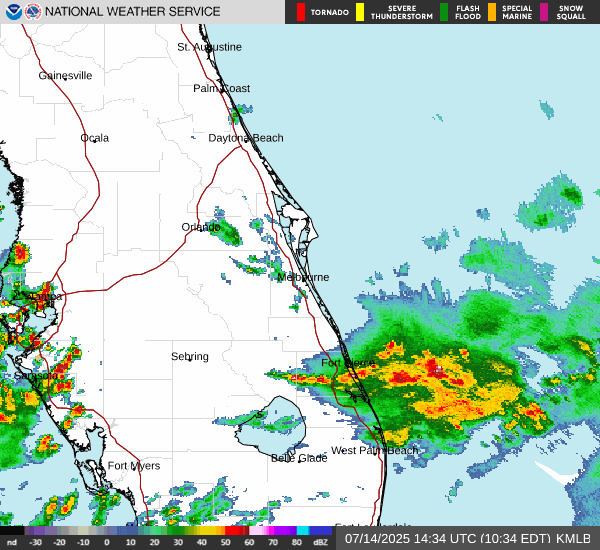 NATIONAL WEATHER SERVICE
TORNADO
SEVERE THUNDERSTORM
FLASH FLOOD
SPECIAL MARINE
SNOW SQUALL
St. Augustine
Gainesville
Palm Coast
Ocala
Daytona Beach
Orlando
Melbourne
Tampa
Sebring
Fort Pierce
Sarasota
West Palm Beach
Belle Glade
Fort Myers
Fort Lauderdale
nd -30 -20 -10 0 10 20 30 40 50 60 70 80 dBZ
07/14/2025 14:34 UTC (10:34 EDT) KMLB